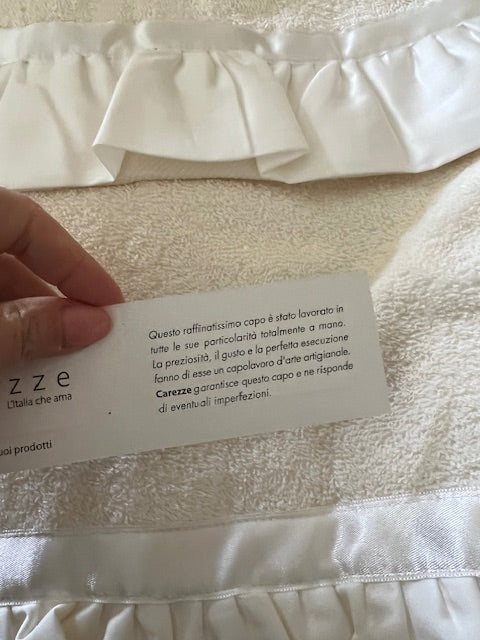 zze
L'Italia che ama
prodotti
Questo raffinatissimo capo è stato lavorato in
tutte le sue particolarità totalmente a mano.
La preziosità, il gusto e la perfetta esecuzione
fanno di esse un capolavoro d'arte artigianale.
Carezze garantisce questo capo e ne risponde
di eventuali imperfezioni.